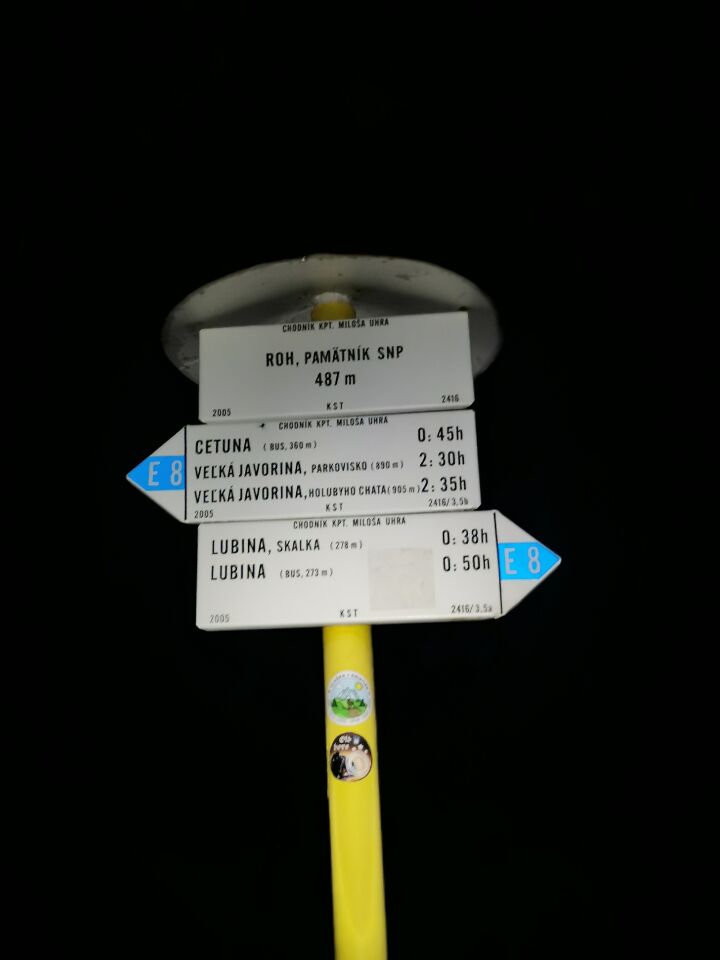 CHODNÍK KPT. MILOŠA UHRA
ROH, PAMÄTNÍK SNP
487 m
2005 KST 2416
CHODNÍK KPT. MILOŠA UHRA
CETUNA (BUS, 360 m) 0:45h
VEĽKÁ JAVORINA, PARKOVISKO (890 m) 2:30h
VEĽKÁ JAVORINA, HOLUBYHO CHATA (905 m) 2:35h
2005 KST 2416/3,5b
E 8
CHODNÍK KPT. MILOŠA UHRA
LUBINA, SKALKA (278 m) 0:38h
LUBINA (BUS, 273 m) 0:50h
2005 KST 2416/3,5a
E 8